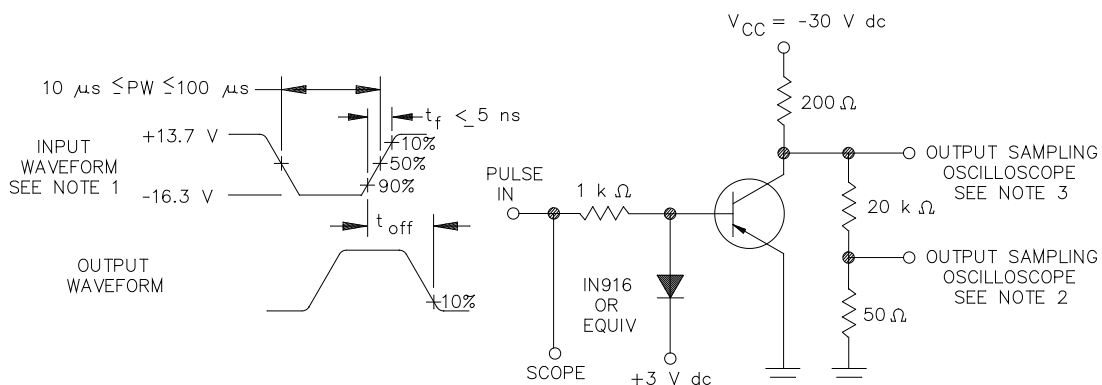 V_CC = -30 V dc
10 μs ≤PW ≤100 μs
t_f ≤ 5 ns
200 Ω
+13.7 V
10%
INPUT
WAVEFORM
SEE NOTE 1
50%
90%
-16.3 V
OUTPUT SAMPLING
OSCILLOSCOPE
SEE NOTE 3
PULSE
IN
1 k Ω
20 k Ω
t_off
OUTPUT
WAVEFORM
10%
OUTPUT SAMPLING
OSCILLOSCOPE
SEE NOTE 2
IN916
OR
EQUIV
50 Ω
SCOPE
+3 V dc